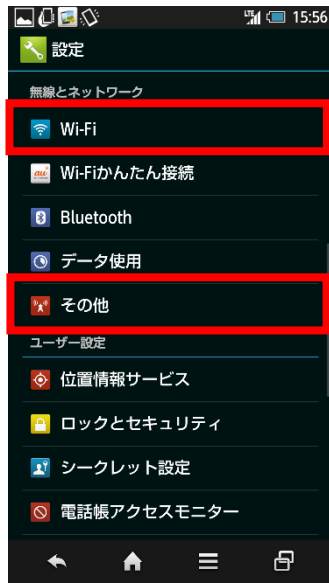 LTE 15:56
設定
無線とネットワーク
Wi-Fi
au Wi-Fiかんたん接続
Bluetooth
データ使用
その他
ユーザー設定
位置情報サービス
ロックとセキュリティ
シークレット設定
電話帳アクセスモニター